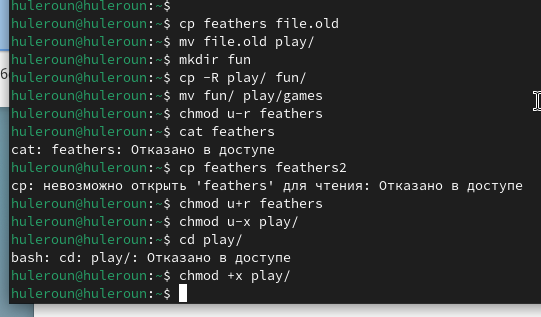 huleroun@huleroun:~$
huleroun@huleroun:~$ cp feathers file.old
huleroun@huleroun:~$ mv file.old play/
huleroun@huleroun:~$ mkdir fun
huleroun@huleroun:~$ cp -R play/ fun/
huleroun@huleroun:~$ mv fun/ play/games
huleroun@huleroun:~$ chmod u-r feathers
huleroun@huleroun:~$ cat feathers
cat: feathers: Отказано в доступе
huleroun@huleroun:~$ cp feathers feathers2
cp: невозможно открыть 'feathers' для чтения: Отказано в доступе
huleroun@huleroun:~$ chmod u+r feathers
huleroun@huleroun:~$ chmod u-x play/
huleroun@huleroun:~$ cd play/
bash: cd: play/: Отказано в доступе
huleroun@huleroun:~$ chmod +x play/
huleroun@huleroun:~$